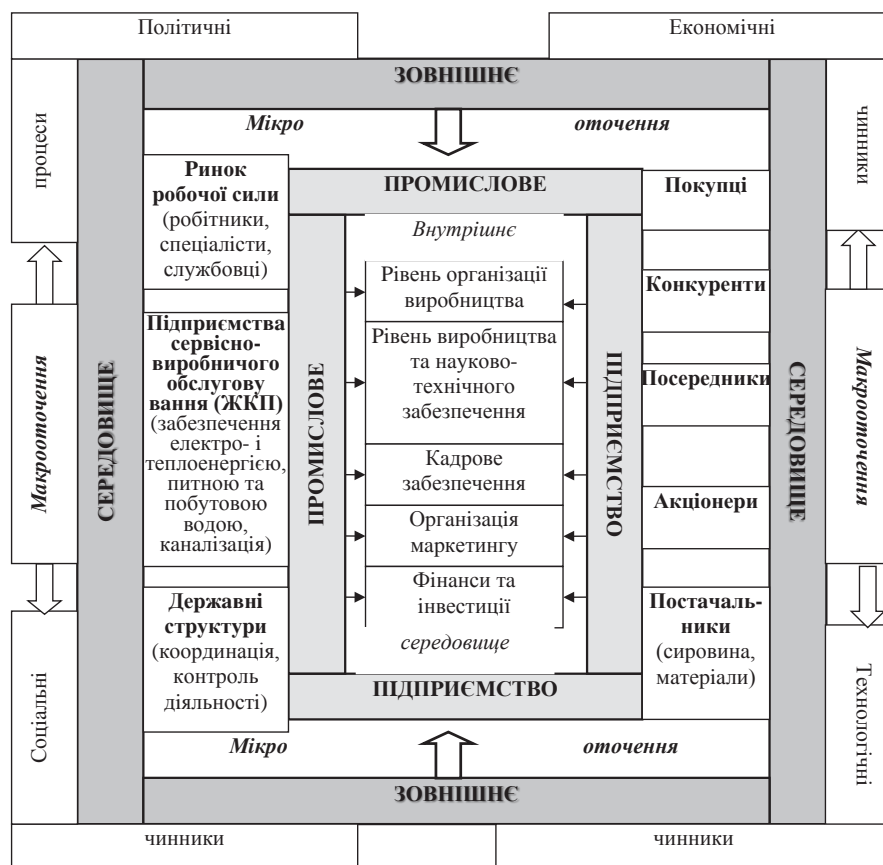 Політичні
Економічні
ЗОВНІШНЄ
Мікро
оточення
процеси
чинники
Макрооточення
СЕРЕДОВИЩЕ
Соціальні
Ринок
робочої сили
(робітники,
спеціалісти,
службовці)
Підприємства
сервісно-
виробничого
обслугову
вання (ЖКП)
(забезпечення
електро- і
теплоенергією,
питною та
побутовою
водою,
каналізація)
Державні
структури
(координація,
контроль
діяльності)
ПРОМИСЛОВЕ
ПРОМИСЛОВЕ
Внутрішнє
Рівень організації
виробництва
Рівень виробництва
та науково-
технічного
забезпечення
Кадрове
забезпечення
Організація
маркетингу
Фінанси та
інвестиції
середовище
ПІДПРИЄМСТВО
ПІДПРИЄМСТВО
Покупці
Конкуренти
Посередники
Акціонери
Постачаль-
ники
(сировина,
матеріали)
СЕРЕДОВИЩЕ
Макрооточення
Технологічні
Мікро
оточення
ЗОВНІШНЄ
чинники
чинники